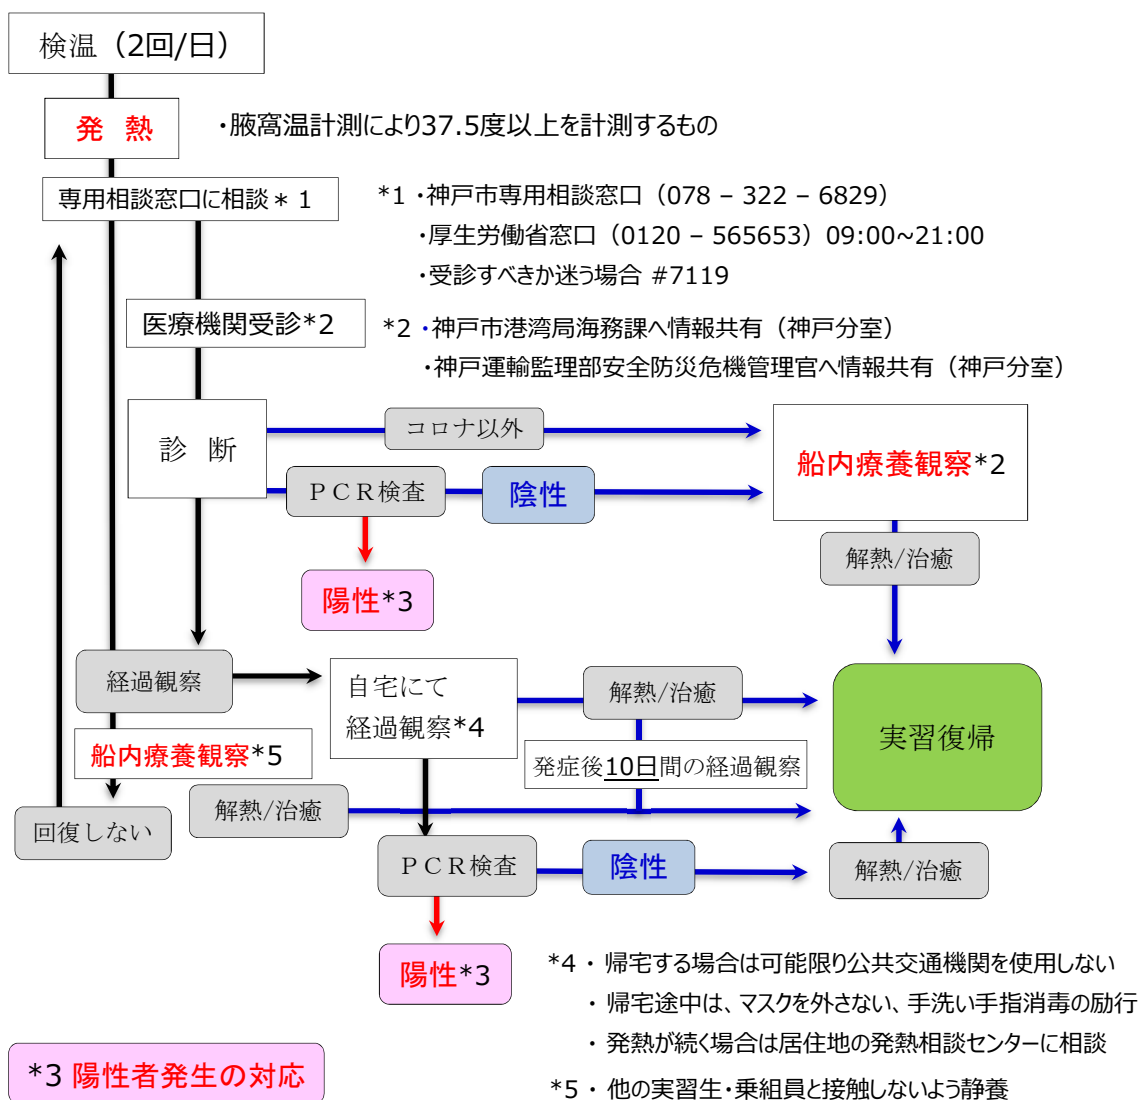 検温（2回/日）
発 熱
・腋窩温計測により37.5度以上を計測するもの
専用相談窓口に相談＊1
*1 ・神戸市専用相談窓口（078 – 322 – 6829）
・厚生労働省窓口（0120 – 565653）09:00~21:00
・受診すべきか迷う場合 #7119
医療機関受診*2
*2 ・神戸市港湾局海務課へ情報共有（神戸分室）
・神戸運輸監理部安全防災危機管理官へ情報共有（神戸分室）
診 断
コロナ以外
船内療養観察*2
ＰＣＲ検査
陰性
解熱/治癒
陽性*3
経過観察
自宅にて
経過観察*4
解熱/治癒
実習復帰
船内療養観察*5
発症後10日間の経過観察
解熱/治癒
回復しない
ＰＣＲ検査
陰性
解熱/治癒
陽性*3
*4 ・ 帰宅する場合は可能限り公共交通機関を使用しない
・ 帰宅途中は、マスクを外さない、手洗い手指消毒の励行
・ 発熱が続く場合は居住地の発熱相談センターに相談
*3 陽性者発生の対応
*5 ・ 他の実習生・乗組員と接触しないよう静養